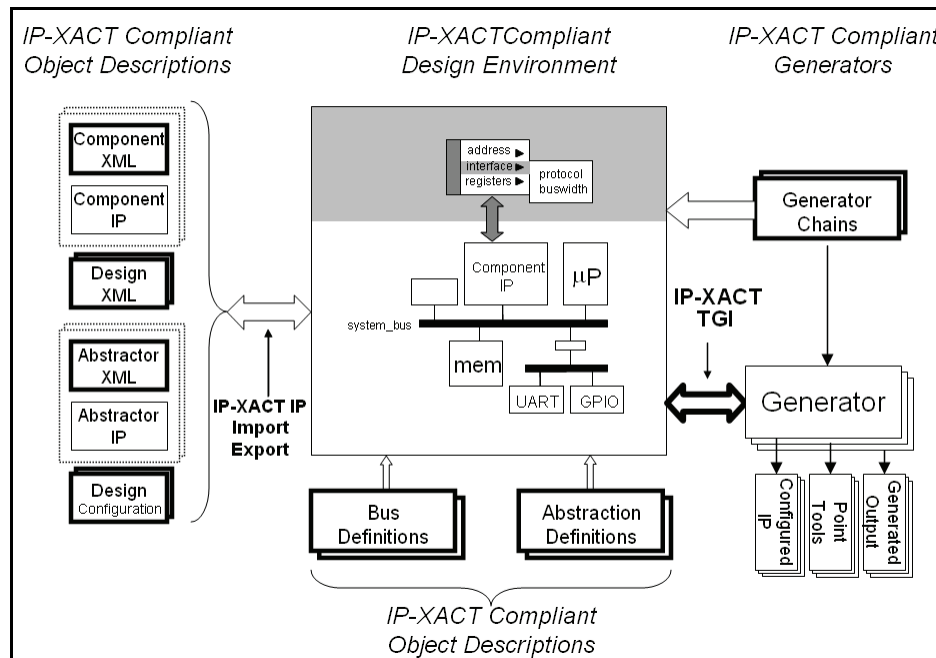 IP-XACT Compliant
Object Descriptions
IP-XACTCompliant
Design Environment
IP-XACT Compliant
Generators
Component
XML
Component
IP
Design
XML
Abstractor
XML
Abstractor
IP
Design
Configuration
IP-XACT IP
Import
Export
address
interface
registers
protocol
buswidth
Component
IP
µP
system_bus
mem
UART
GPIO
Bus
Definitions
Abstraction
Definitions
IP-XACT Compliant
Object Descriptions
Generator
Chains
IP-XACT
TGI
Generator
Configured
IP
Point
Tools
Generated
Output